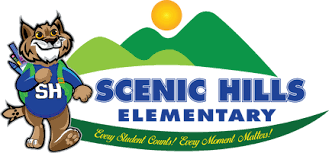 SH
SCENIC HILLS
ELEMENTARY
Every Student Counts! Every Moment Matters!